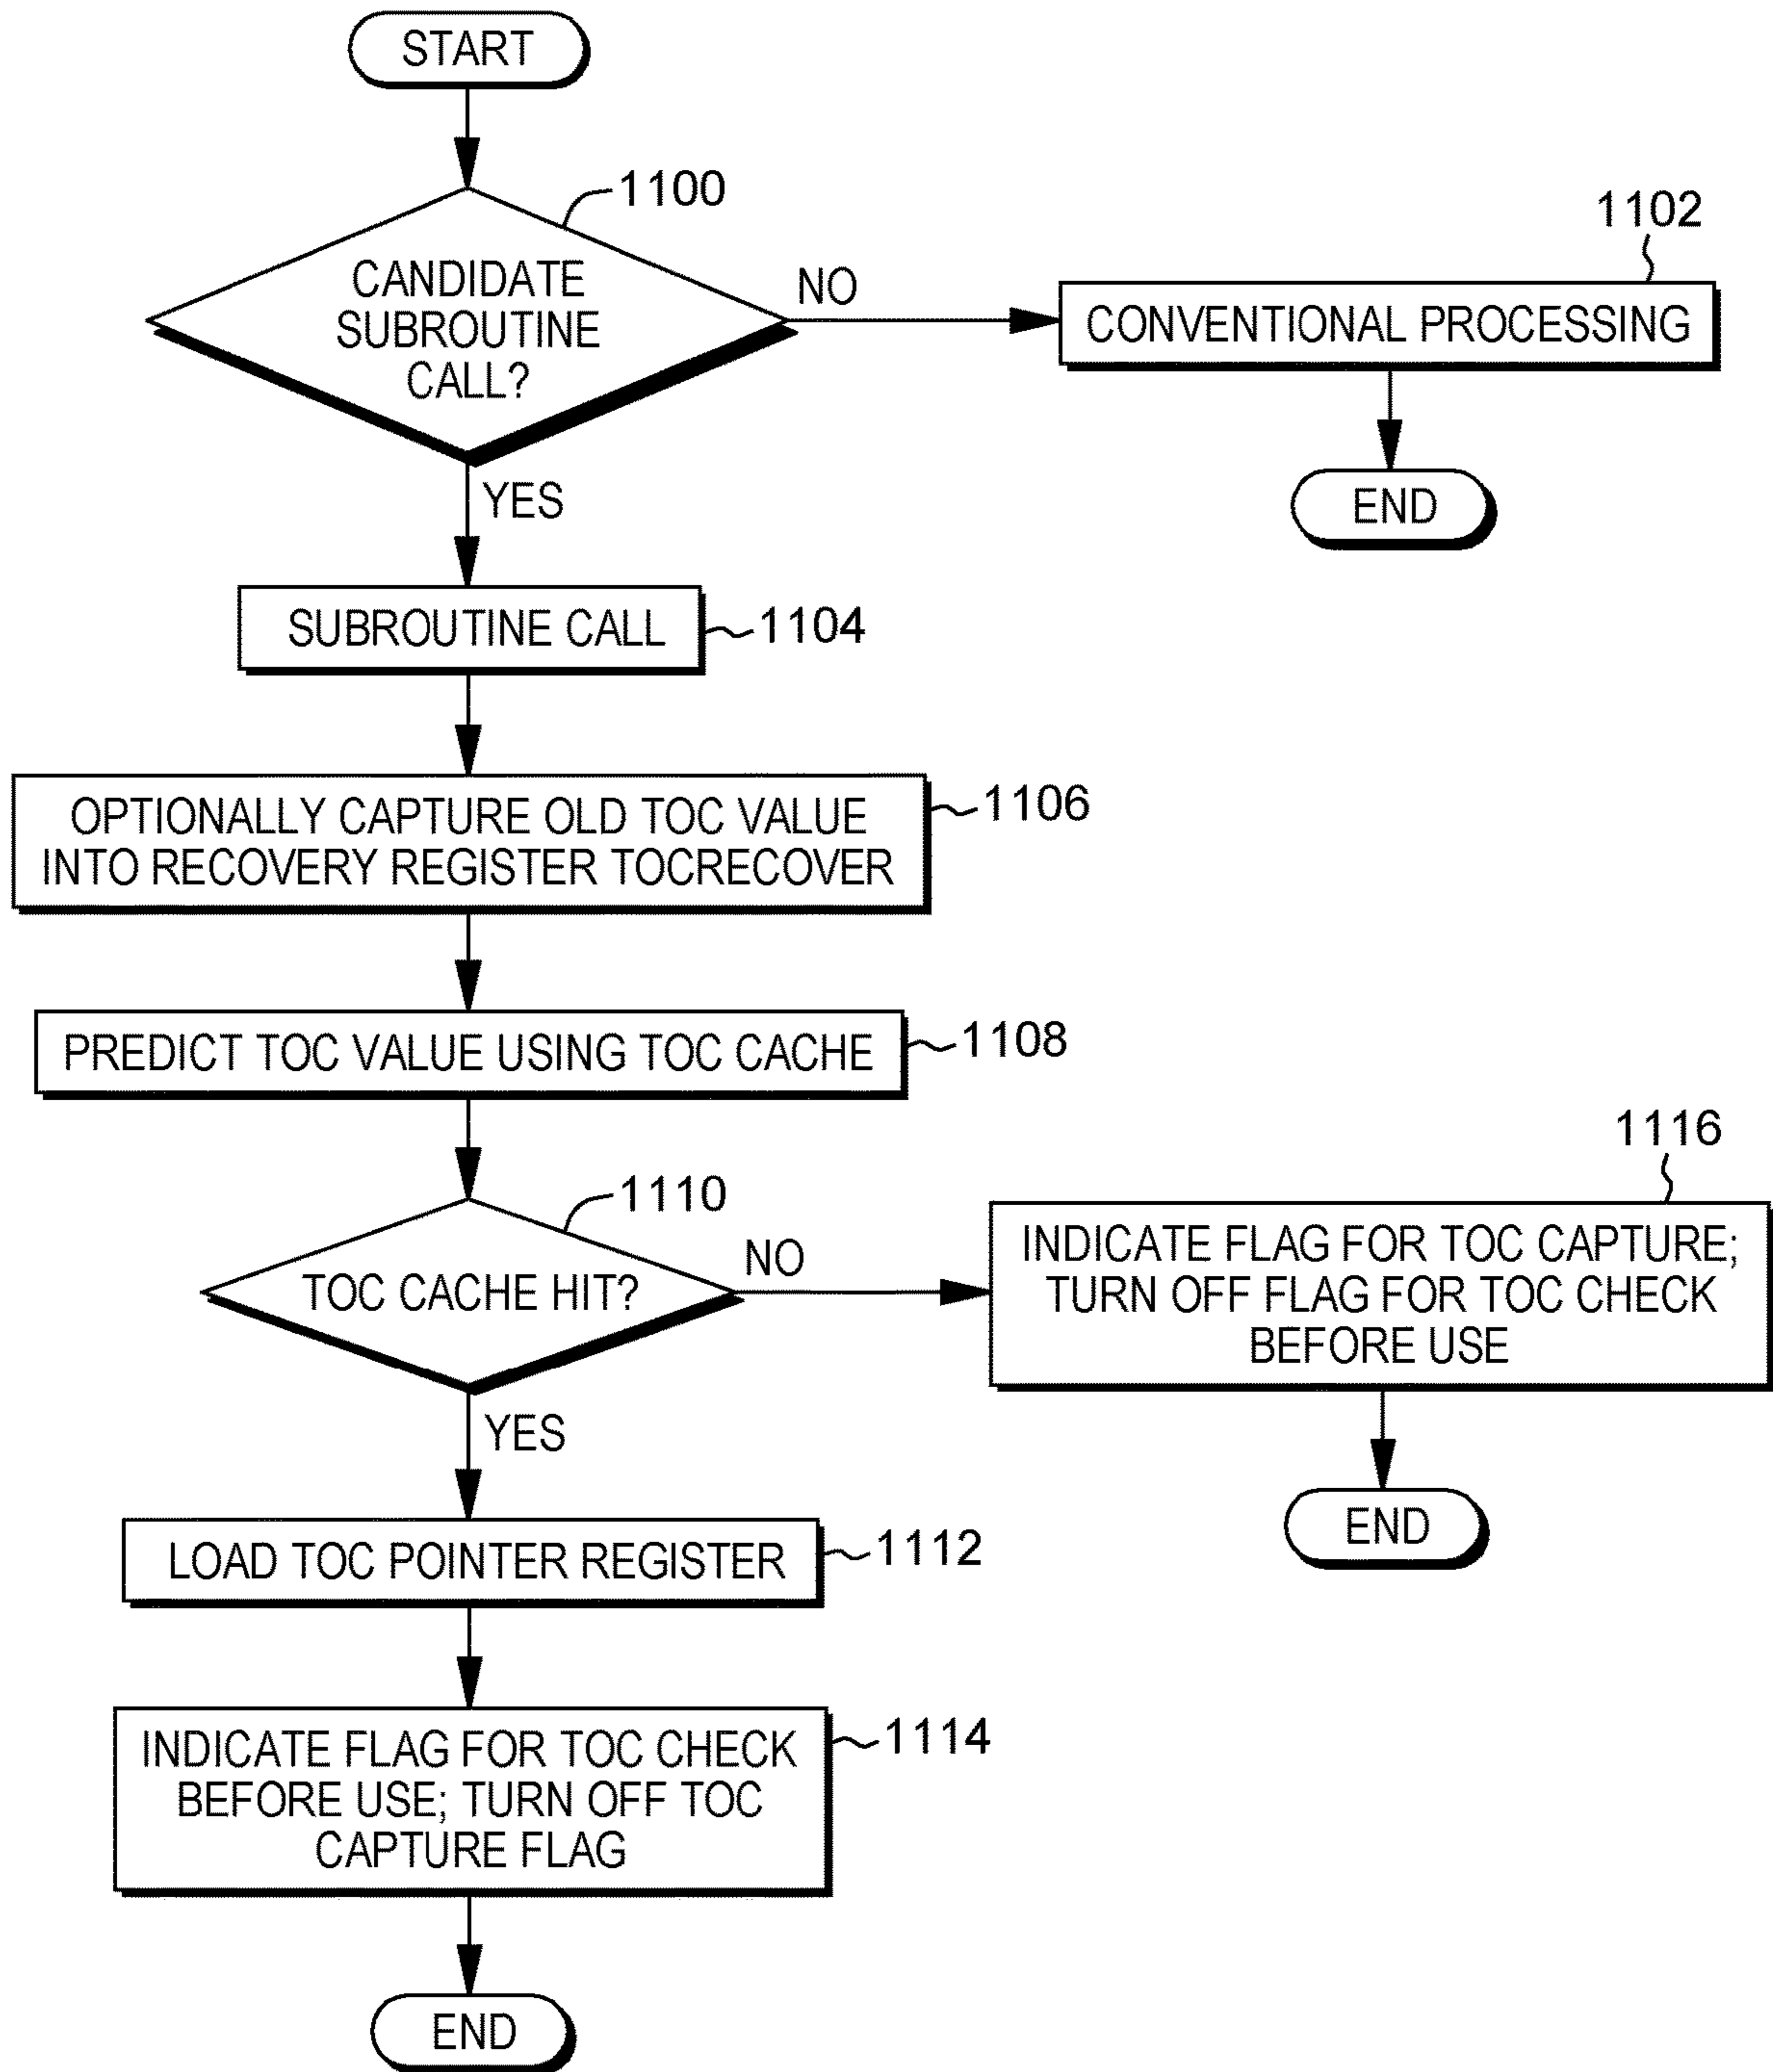 START
1100
CANDIDATE
SUBROUTINE
CALL?
NO
1102
CONVENTIONAL PROCESSING
END
YES
SUBROUTINE CALL
1104
OPTIONALLY CAPTURE OLD TOC VALUE
INTO RECOVERY REGISTER TOCRECOVER
1106
PREDICT TOC VALUE USING TOC CACHE
1108
1110
TOC CACHE HIT?
NO
1116
INDICATE FLAG FOR TOC CAPTURE;
TURN OFF FLAG FOR TOC CHECK
BEFORE USE
END
YES
LOAD TOC POINTER REGISTER
1112
INDICATE FLAG FOR TOC CHECK
BEFORE USE; TURN OFF TOC
CAPTURE FLAG
1114
END